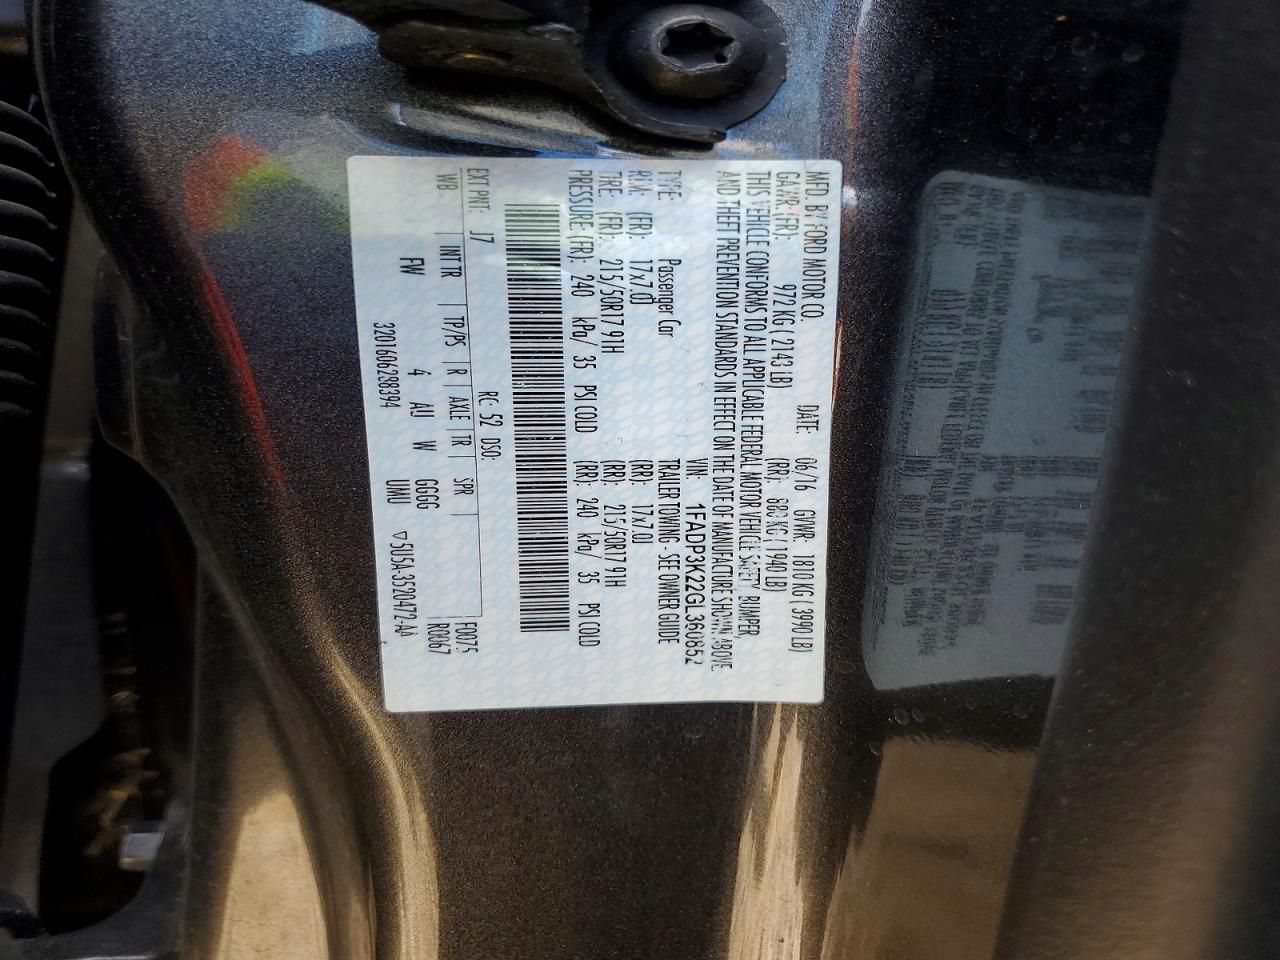 MFD. BY FORD MOTOR CO.
DATE: 06/16 GVWR: 1810 KG ( 3990 LB)
GAWR (FR): 972 KG ( 2143 LB) (RR): 880 KG ( 1940 LB)
THIS VEHICLE CONFORMS TO ALL APPLICABLE FEDERAL MOTOR VEHICLE SAFETY, BUMPER,
AND THEFT PREVENTION STANDARDS IN EFFECT ON THE DATE OF MANUFACTURE SHOWN ABOVE.
VIN: 1FADP3K22GL360852
TYPE: Passenger Car TRAILER TOWING - SEE OWNER GUIDE
RIM: (FR): 17x7.0J (RR): 17x7.0J
TIRE: (FR): 215/50R17 91H (RR): 215/50R17 91H
PRESSURE: (FR): 240 kPa/ 35 PSI COLD (RR): 240 kPa/ 35 PSI COLD
EXT PNT: J7 RC: 52 DSO: F0075
WB INT TR TP/PS R AXLE TR SPR R0067
FW 4 AU W GGGG
3201606288394 UMU 5U5A-3520472-AA